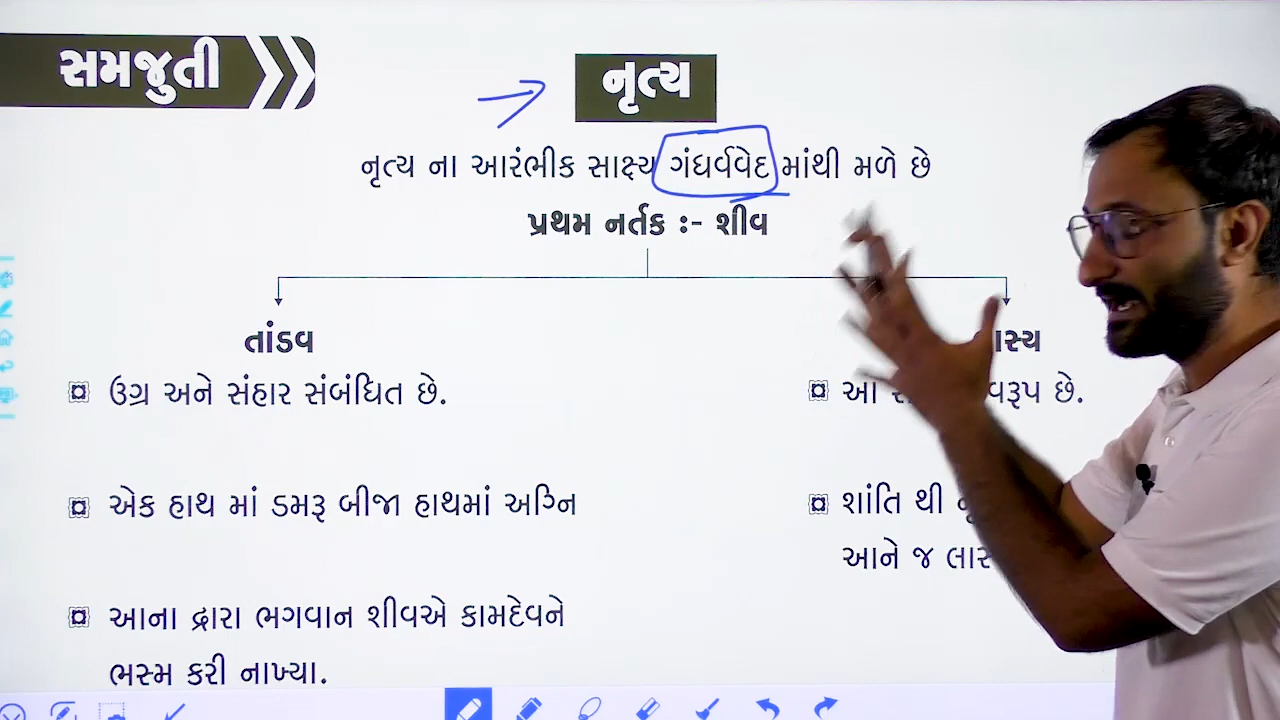 સમજુતી
નૃત્ય
નૃત્ય ના આરંભીક સાક્ષ્ય ગંધર્વવેદ માંથી મળે છે
પ્રથમ નર્તક :- શીવ
તાંડવ
ઉગ્ર અને સંહાર સંબંધિત છે.
આ છે.
એક હાથ માં ડમરૂ બીજા હાથમાં અગ્નિ
શાંતિ થી
આને જ
આના દ્રારા ભગવાન શીવએ કામદેવને
ભસ્મ કરી નાખ્યા.